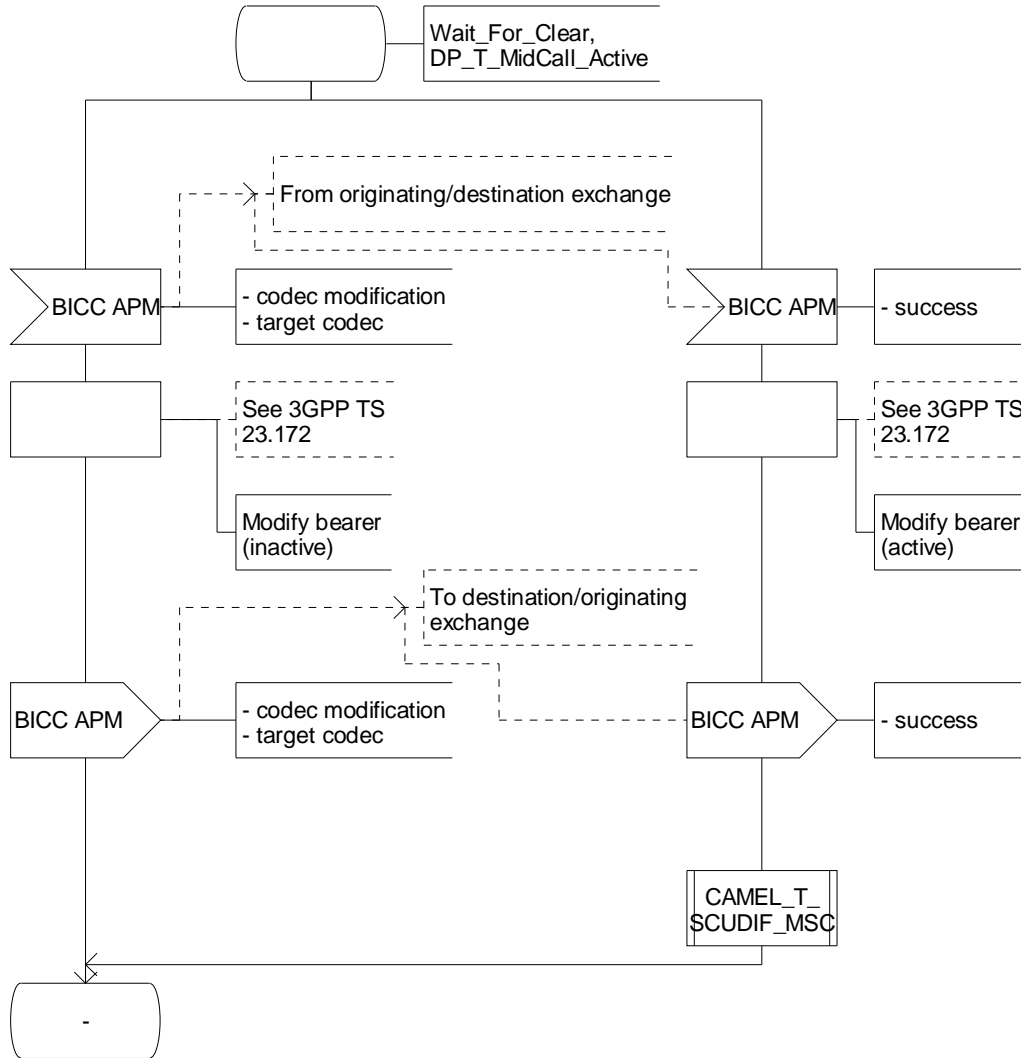 Wait_For_Clear,
DP_T_MidCall_Active
From originating/destination exchange
BICC APM
- codec modification
- target codec
BICC APM
- success
See 3GPP TS
23.172
See 3GPP TS
23.172
Modify bearer
(inactive)
Modify bearer
(active)
To destination/originating
exchange
BICC APM
- codec modification
- target codec
BICC APM
- success
CAMEL_T_
SCUDIF_MSC
-